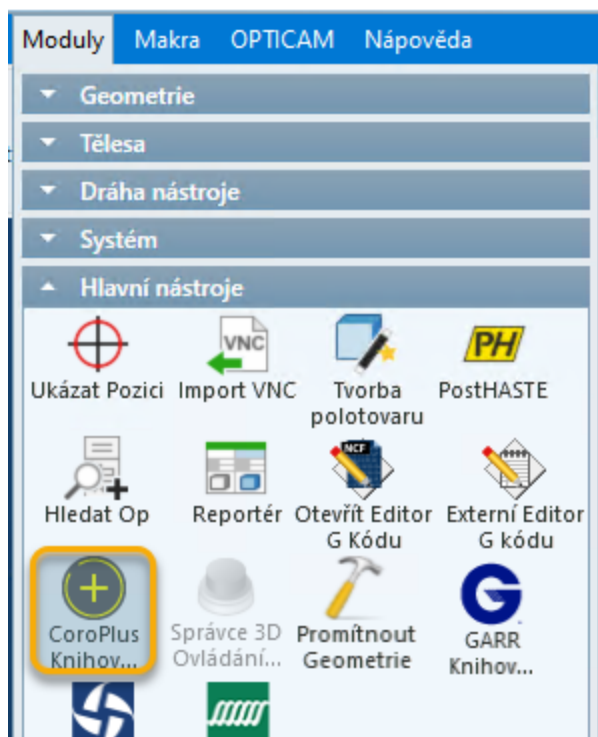 Moduly Makra OPTICAM Nápověda
Geometrie
Tělesa
Dráha nástroje
Systém
Hlavní nástroje
VNC
PH
Ukázat Pozici Import VNC Tvorba polotovaru PostHASTE
NCF
Hledat Op Reportér Otevřít Editor G Kódu Externí Editor G kódu
CoroPlus Knihov... Správce 3D Ovládání... Promítnout Geometrie GARR Knihov...